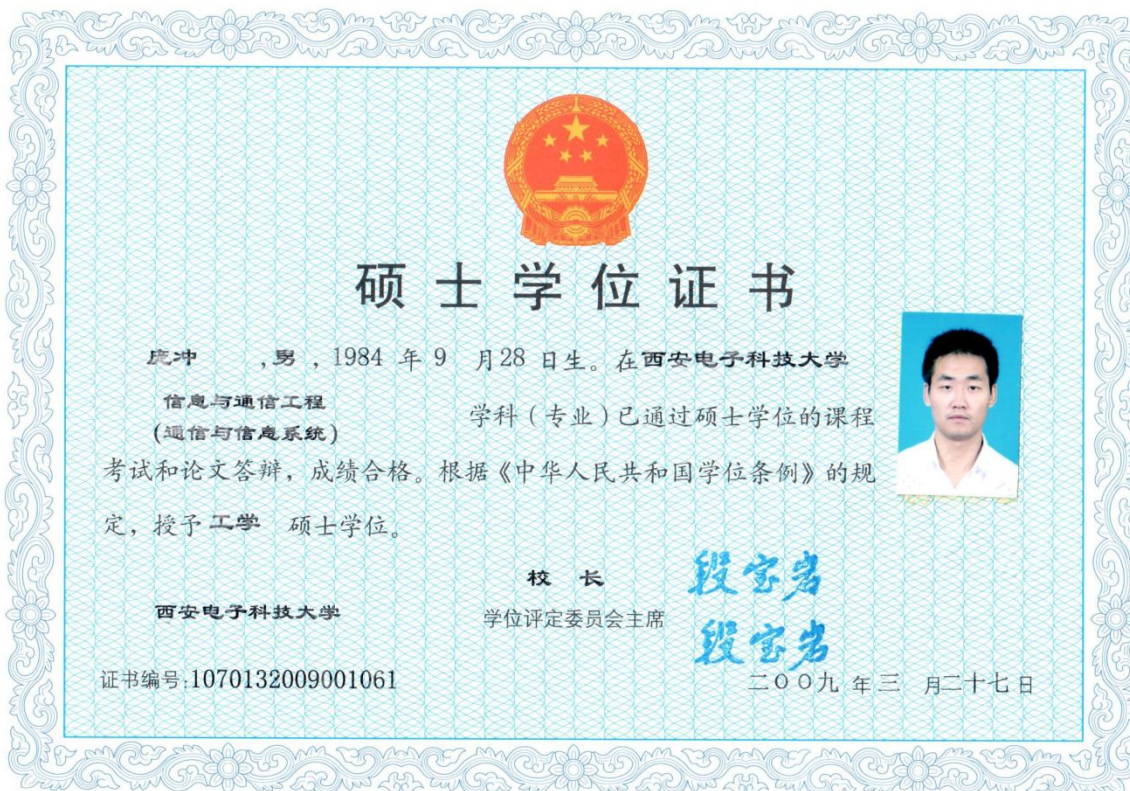 硕士学位证书
庞冲 ,男,1984 年 9 月28 日生。在西安电子科技大学
信息与通信工程
(通信与信息系统)
学科(专业)已通过硕士学位的课程
考试和论文答辩,成绩合格。根据《中华人民共和国学位条例》的规
定,授予 工学 硕士学位。
校 长 段宝岩
西安电子科技大学
学位评定委员会主席 段宝岩
证书编号:1070132009001061
二〇〇九 年 三 月二十七日